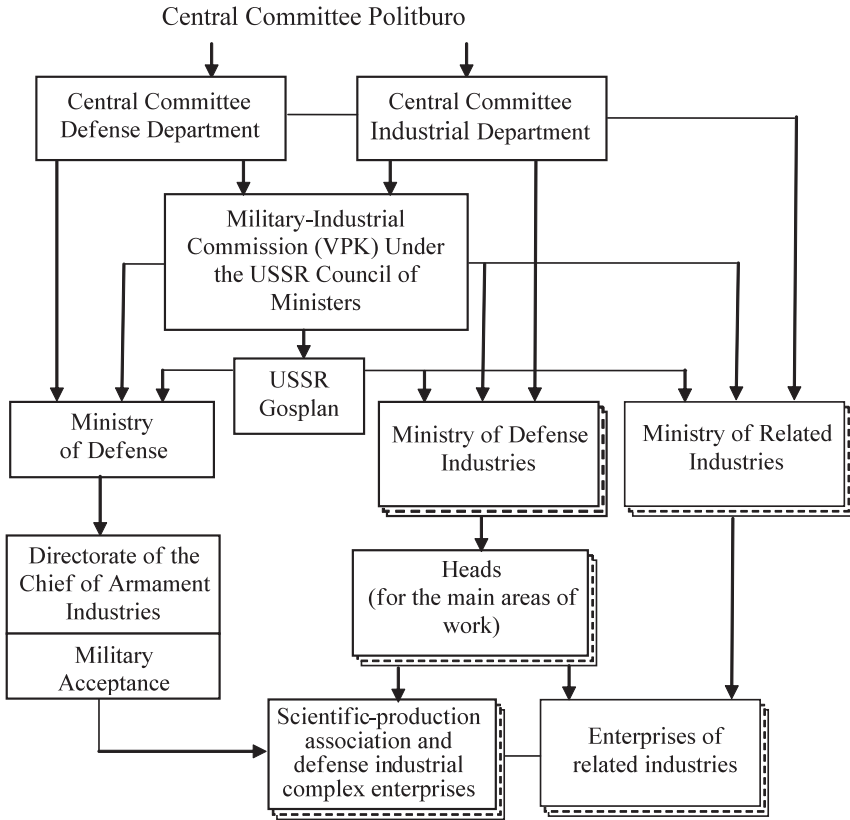 Central Committee Politburo
Central Committee
Defense Department
Central Committee
Industrial Department
Military-Industrial
Commission (VPK) Under
the USSR Council of
Ministers
USSR
Gosplan
Ministry
of Defense
Ministry of Defense
Industries
Ministry of Related
Industries
Directorate of the
Chief of Armament
Industries
Military
Acceptance
Heads
(for the main areas of
work)
Scientific-production
association and
defense industrial
complex enterprises
Enterprises of
related industries